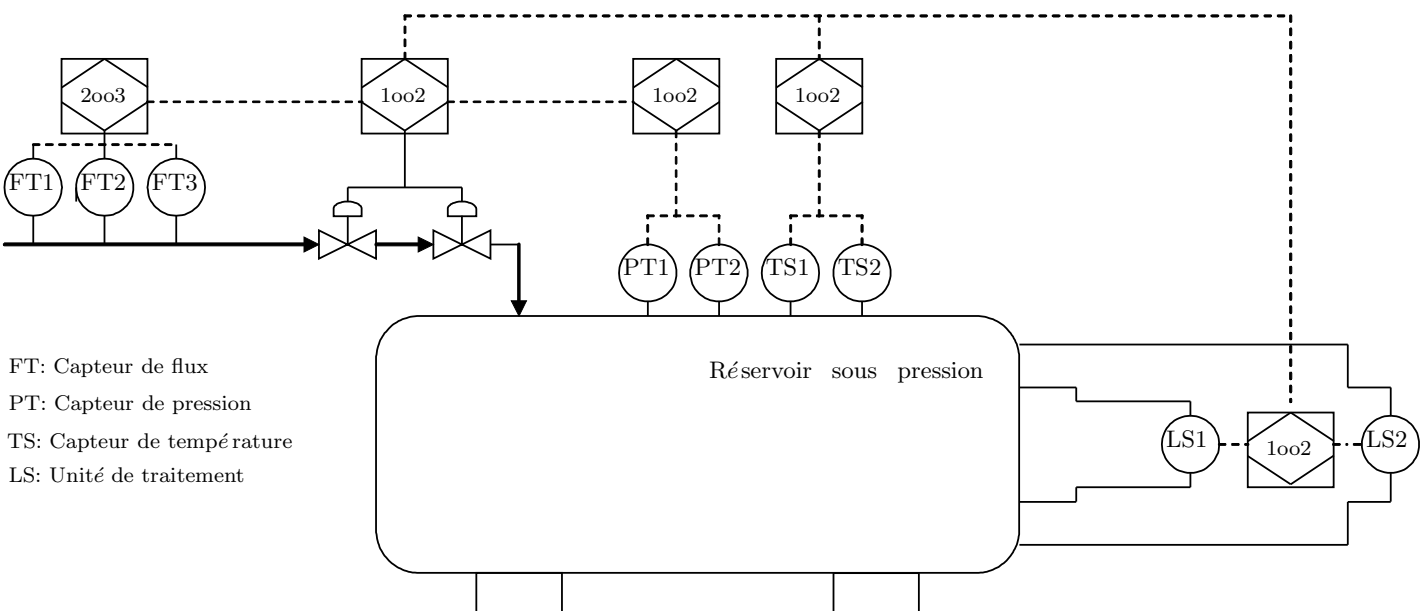 2oo3
1oo2
1oo2
1oo2
FT1
FT2
FT3
PT1
PT2
TS1
TS2
FT: Capteur de flux
PT: Capteur de pression
TS: Capteur de température
LS: Unité de traitement
Réservoir sous pression
LS1
1oo2
LS2